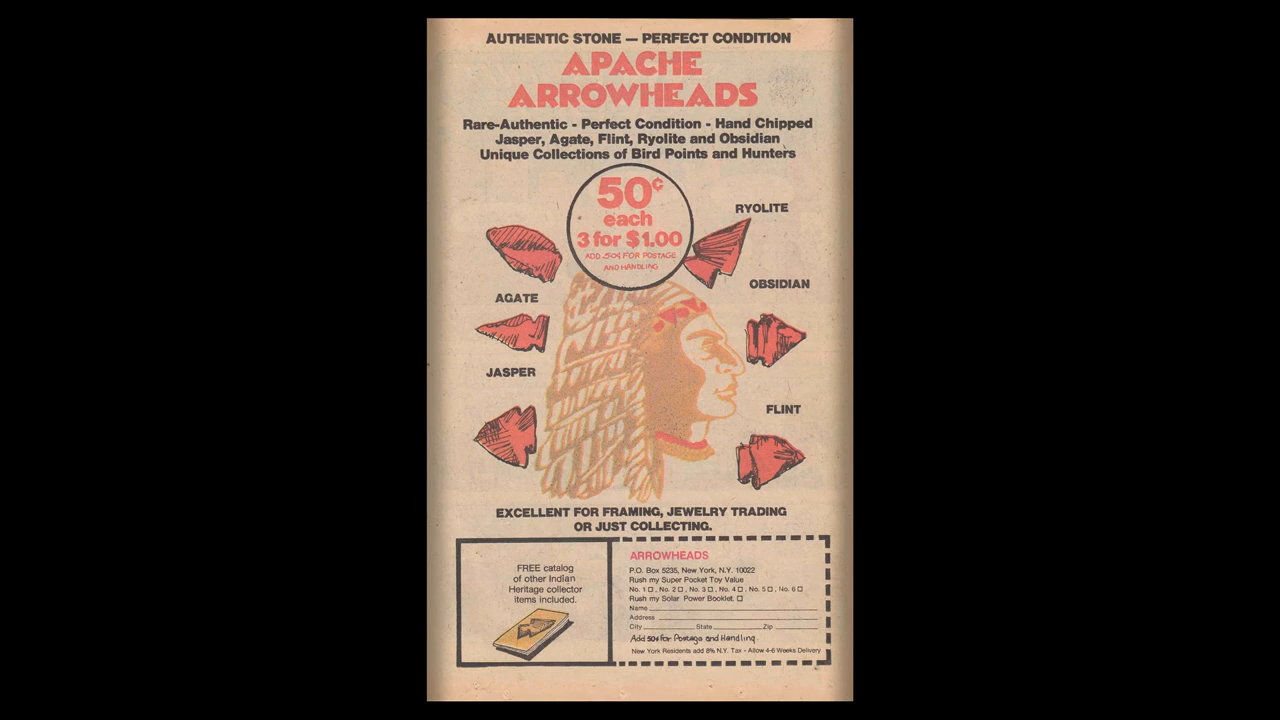 AUTHENTIC STONE — PERFECT CONDITION
APACHE
ARROWHEADS
Rare-Authentic - Perfect Condition - Hand Chipped
Jasper, Agate, Flint, Ryolite and Obsidian
Unique Collections of Bird Points and Hunters
50¢
each
3 for $1.00
ADD .50¢ FOR POSTAGE
AND HANDLING
RYOLITE
OBSIDIAN
AGATE
JASPER
FLINT
EXCELLENT FOR FRAMING, JEWELRY TRADING
OR JUST COLLECTING.
FREE catalog
of other Indian
Heritage collector
items included.
ARROWHEADS
P.O. Box 5235, New York, N.Y. 10022
Rush my Super Pocket Toy Value
No. 1 □, No. 2 □, No. 3 □, No. 4 □, No. 5 □, No. 6 □
Rush my Solar Power Booklet. □
Name
Address
City State Zip
Add 50¢ for Postage and Handling.
New York Residents add 8% N.Y. Tax - Allow 4-6 Weeks Delivery